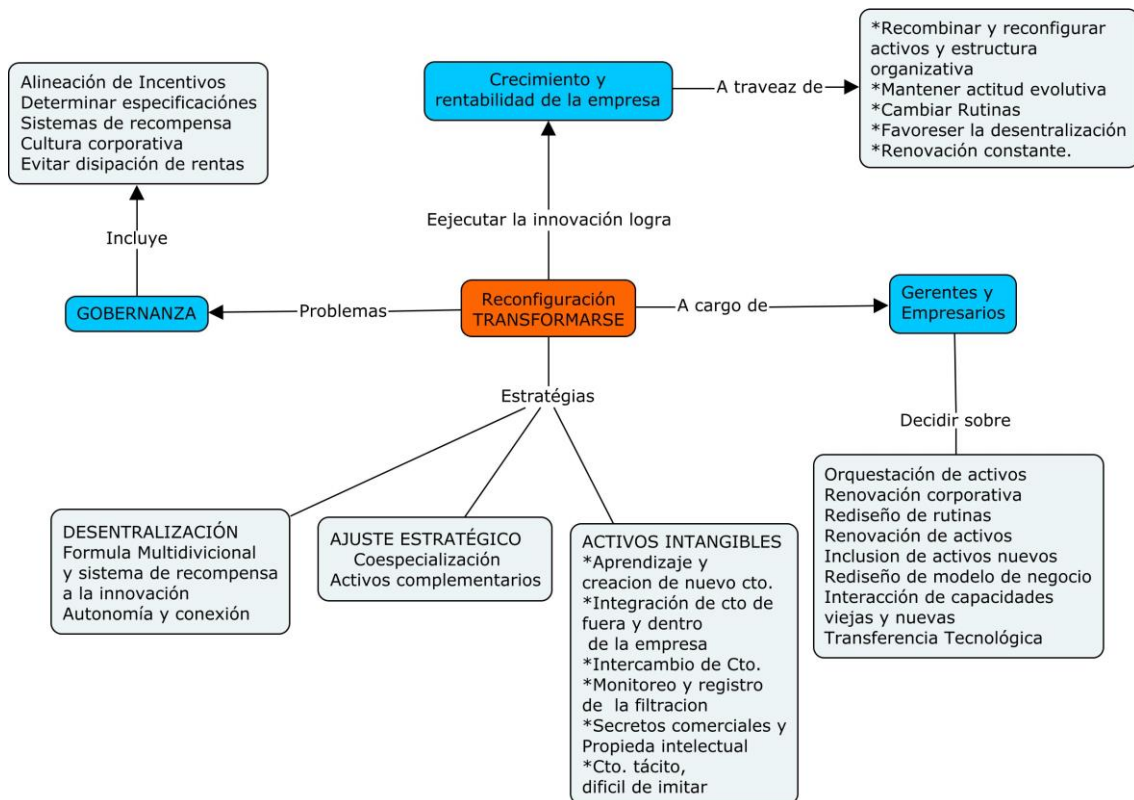 Alineación de Incentivos
Determinar especificaciónes
Sistemas de recompensa
Cultura corporativa
Evitar disipación de rentas
Incluye
GOBERNANZA
Problemas
Crecimiento y
rentabilidad de la empresa
A traveaz de
*Recombinar y reconfigurar
activos y estructura
organizativa
*Mantener actitud evolutiva
*Cambiar Rutinas
*Favoreser la desentralización
*Renovación constante.
Eejecutar la innovación logra
Reconfiguración
TRANSFORMARSE
A cargo de
Gerentes y
Empresarios
Decidir sobre
Orquestación de activos
Renovación corporativa
Rediseño de rutinas
Renovación de activos
Inclusion de activos nuevos
Rediseño de modelo de negocio
Interacción de capacidades
viejas y nuevas
Transferencia Tecnológica
Estratégias
DESENTRALIZACIÓN
Formula Multidivicional
y sistema de recompensa
a la innovación
Autonomía y conexión
AJUSTE ESTRATÉGICO
Coespecialización
Activos complementarios
ACTIVOS INTANGIBLES
*Aprendizaje y
creacion de nuevo cto.
*Integración de cto de
fuera y dentro
de la empresa
*Intercambio de Cto.
*Monitoreo y registro
de la filtracion
*Secretos comerciales y
Propieda intelectual
*Cto. tácito,
dificil de imitar